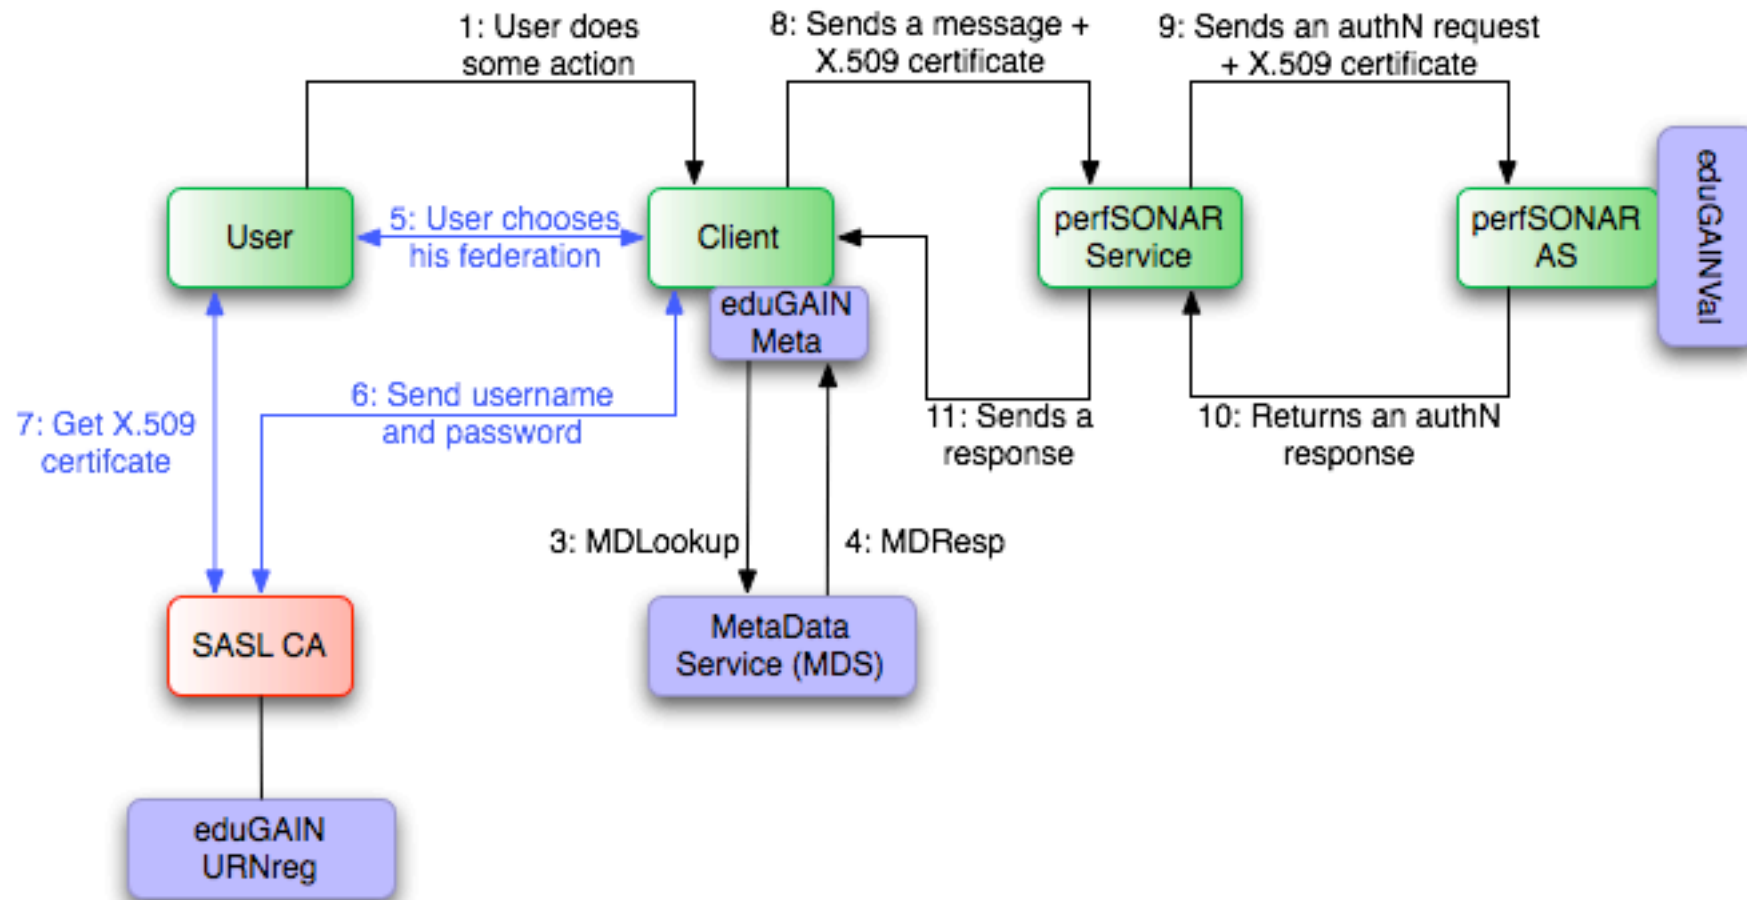 1: User does
some action
8: Sends a message +
X.509 certificate
9: Sends an authN request
+ X.509 certificate
User
5: User chooses
his federation
Client
eduGAIN
Meta
perfSONAR
Service
perfSONAR
AS
eduGAINVal
7: Get X.509
certifcate
6: Send username
and password
11: Sends a
response
10: Returns an authN
response
3: MDLookup
4: MDResp
SASL CA
MetaData
Service (MDS)
eduGAIN
URNreg